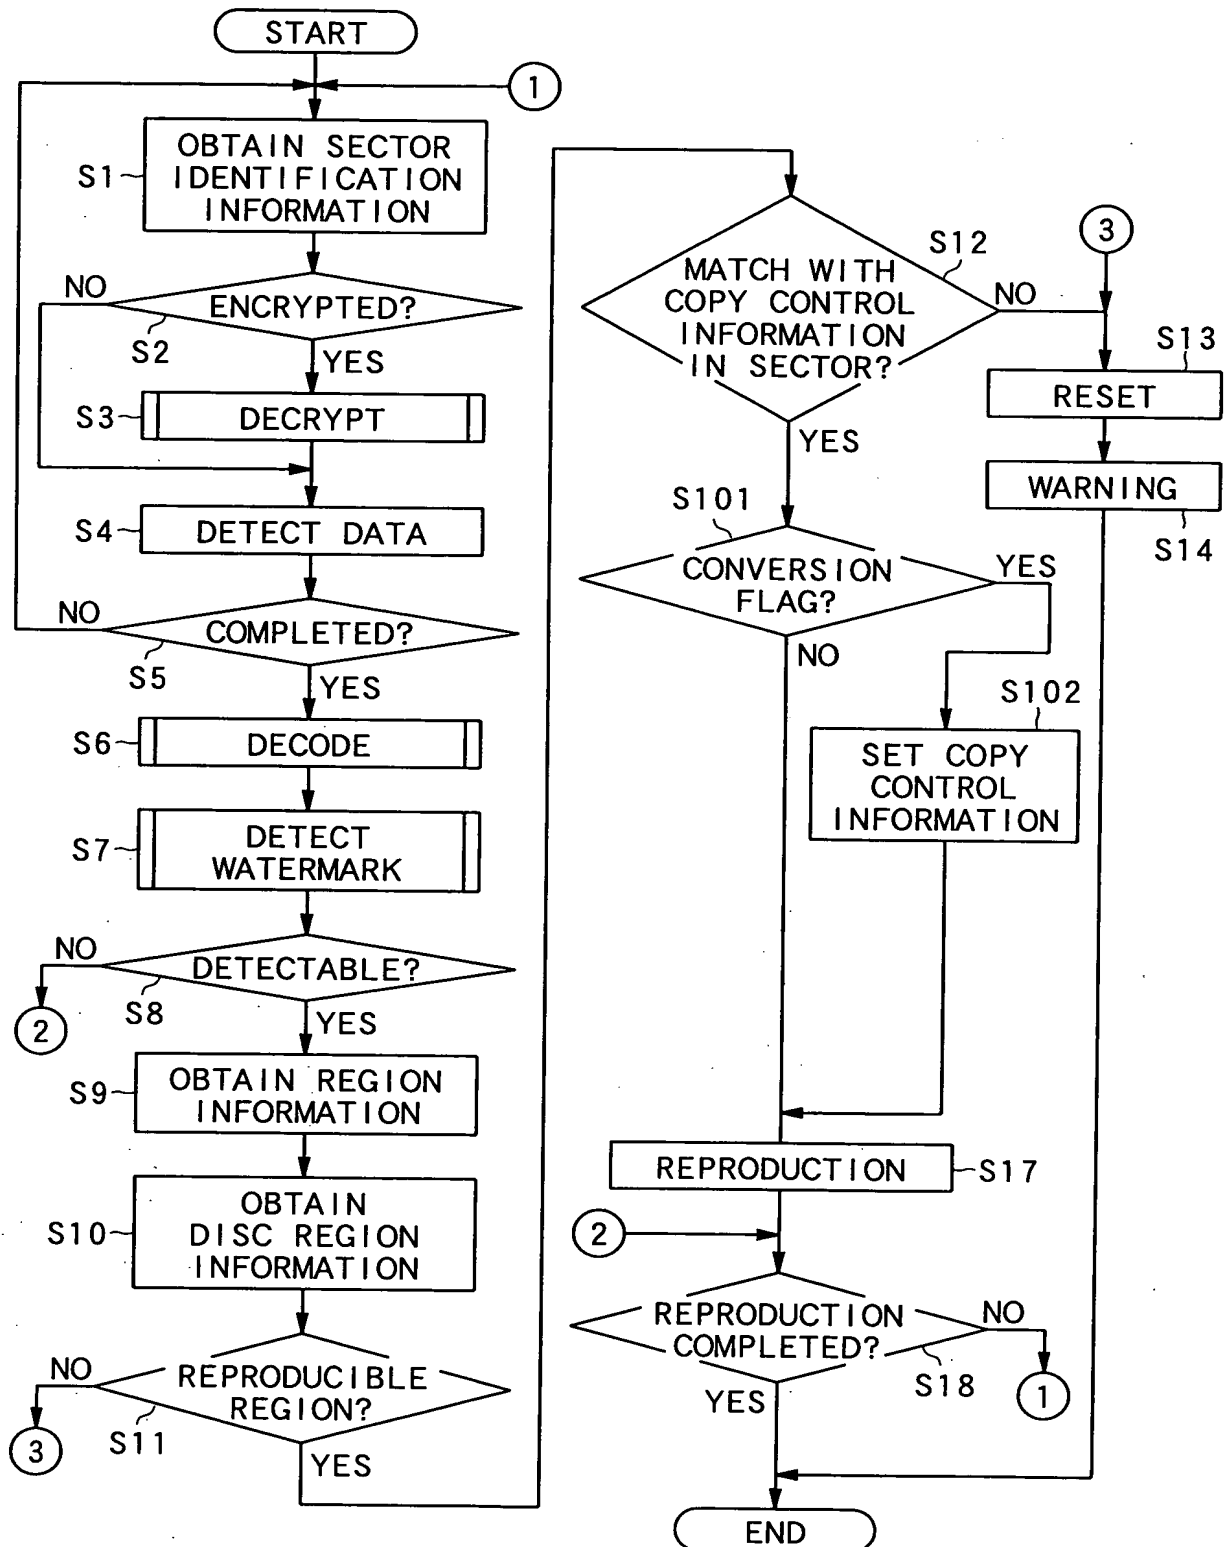 START
1
S1
OBTAIN SECTOR
IDENTIFICATION
INFORMATION
NO
ENCRYPTED?
S2
YES
S3
DECRYPT
S4
DETECT DATA
NO
COMPLETED?
S5
YES
S6
DECODE
S7
DETECT
WATERMARK
NO
DETECTABLE?
S8
2
YES
S9
OBTAIN REGION
INFORMATION
S10
OBTAIN
DISC REGION
INFORMATION
NO
REPRODUCIBLE
REGION?
3
S11
YES
S12
3
MATCH WITH
COPY CONTROL
INFORMATION
IN SECTOR?
NO
S13
RESET
YES
WARNING
S14
S101
CONVERSION
FLAG?
YES
NO
S102
SET COPY
CONTROL
INFORMATION
REPRODUCTION
S17
2
REPRODUCTION
COMPLETED?
NO
S18
1
YES
END